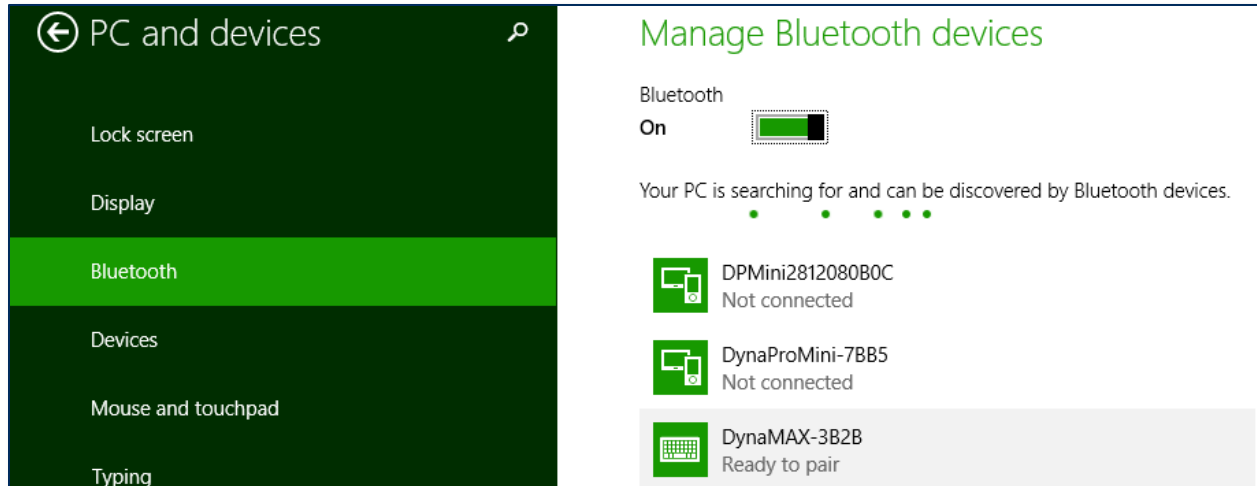 PC and devices
Lock screen
Display
Bluetooth
Devices
Mouse and touchpad
Typing
Manage Bluetooth devices
Bluetooth
On
Your PC is searching for and can be discovered by Bluetooth devices.
DPMini2812080B0C
Not connected
DynaProMini-7BB5
Not connected
DynaMAX-3B2B
Ready to pair